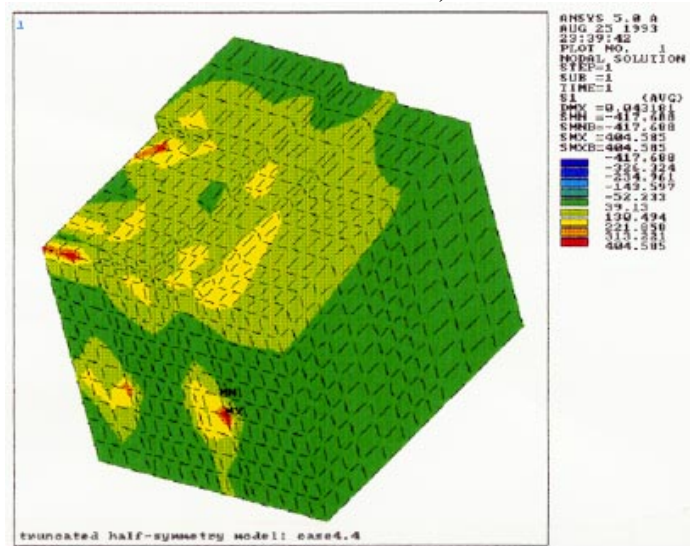 1
ANSYS 5.0 A
AUG 25 1993
23:39:42
PLOT NO. 1
NODAL SOLUTION
STEP=1
SUB =1
TIME=1
S1 (AVG)
DMX =0.043181
SMN =-417.688
SMNB=-417.688
SMX =404.585
SMXB=404.585
-417.688
-326.324
-234.961
-143.597
-52.233
39.13
130.494
221.858
313.221
404.585
MN
MX
truncated half-symmetry model: case4.4